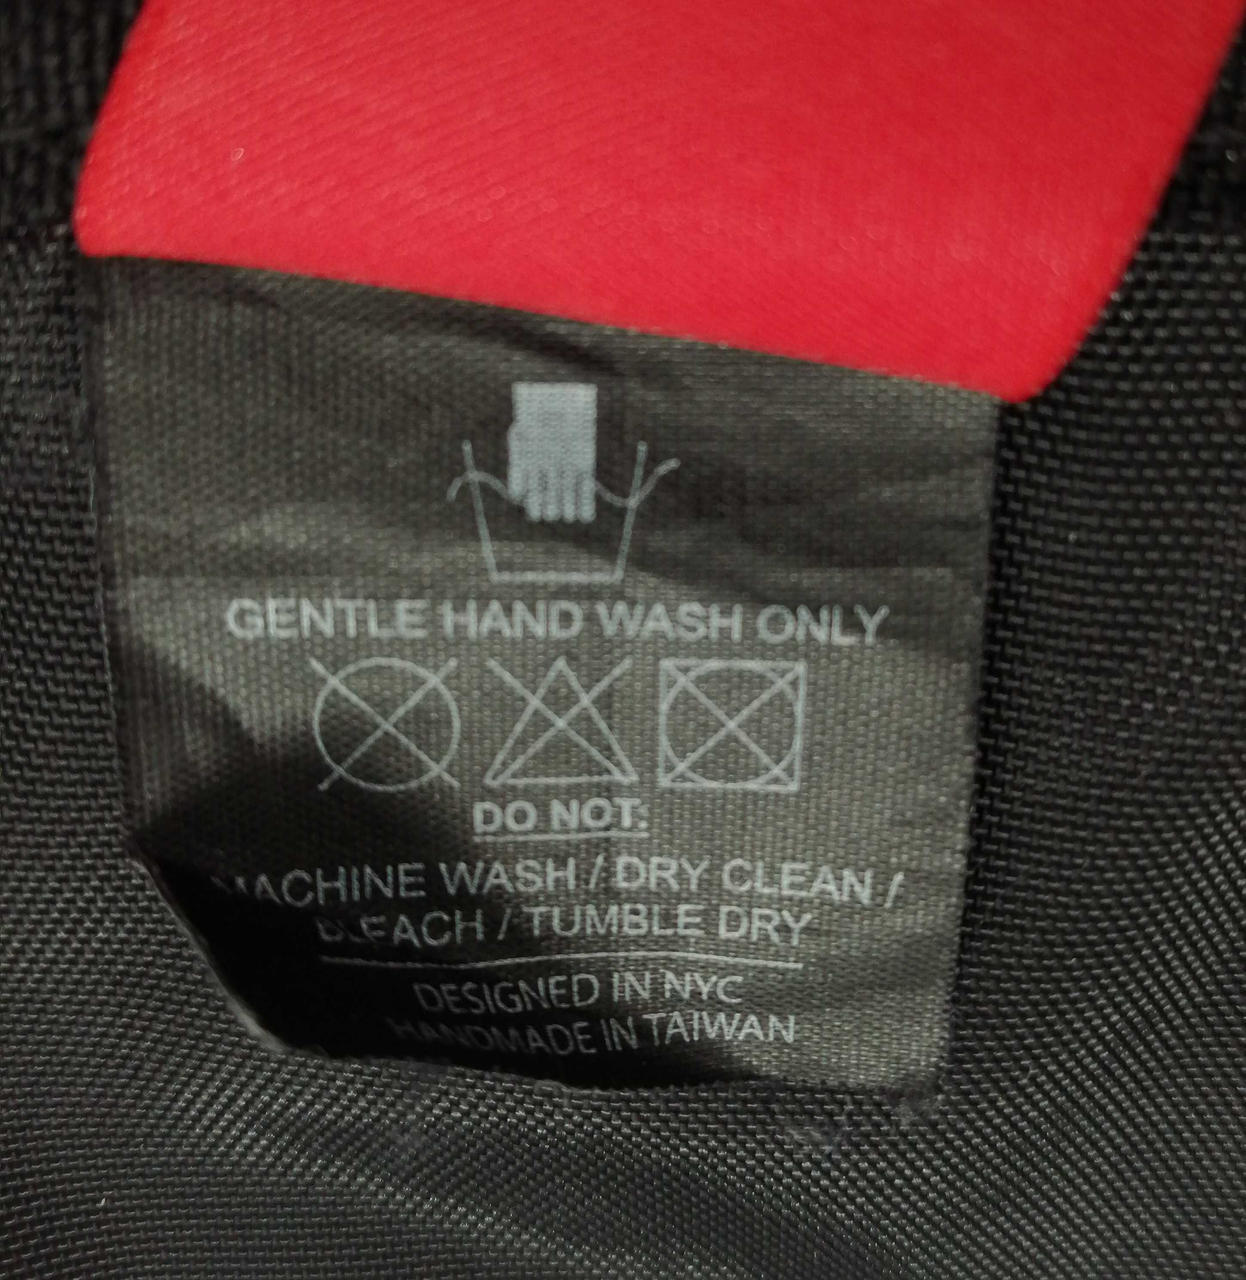 GENTLE HAND WASH ONLY
DO NOT:
MACHINE WASH / DRY CLEAN /
BLEACH / TUMBLE DRY
DESIGNED IN NYC
HANDMADE IN TAIWAN